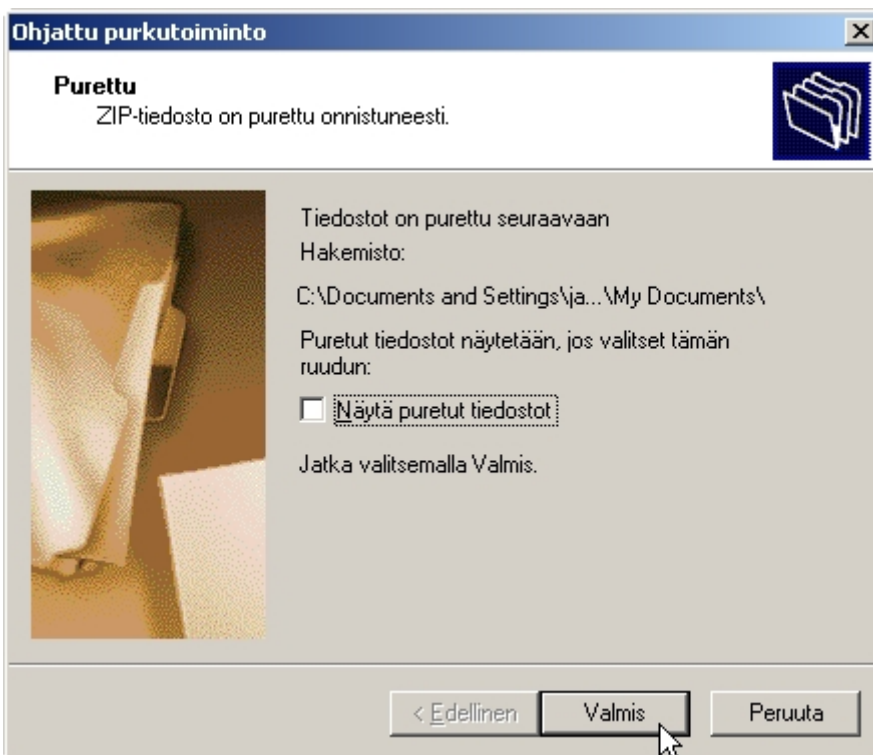 Ohjattu purkutoiminto
Purettu
ZIP-tiedosto on purettu onnistuneesti.
Tiedostot on purettu seuraavaan
Hakemisto:
C:\Documents and Settings\ja...\My Documents\
Puretut tiedostot näytetään, jos valitset tämän
ruudun:
Näytä puretut tiedostot
Jatka valitsemalla Valmis.
< Edellinen
Valmis
Peruuta